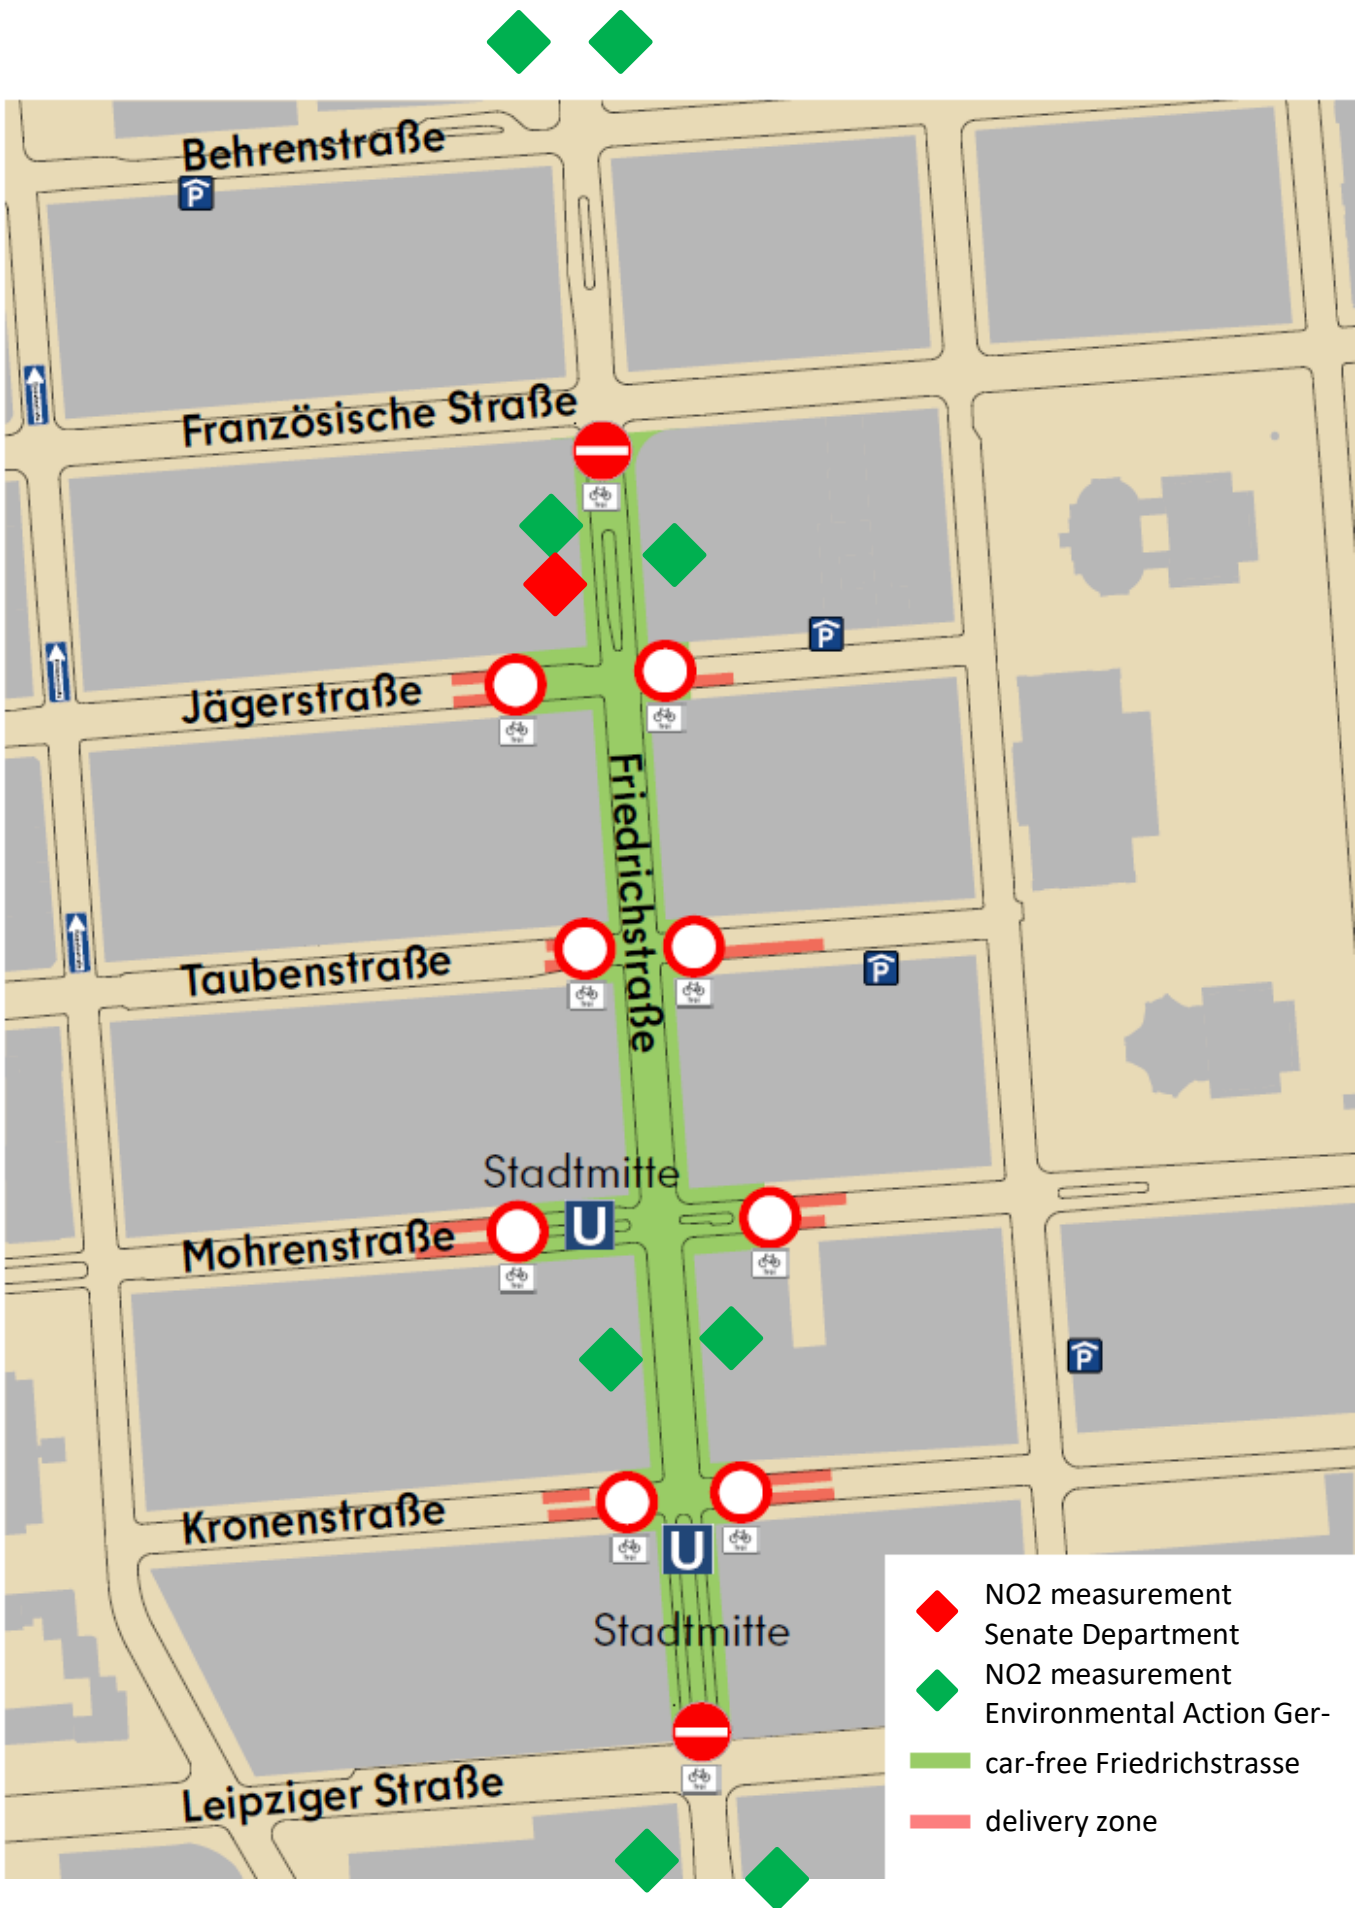 Behrenstraße
P
Französische Straße
P
Jägerstraße
Friedrichstraße
Taubenstraße
P
Stadtmitte
U
Mohrenstraße
P
Kronenstraße
U
Stadtmitte
Leipziger Straße
NO2 measurement
Senate Department
NO2 measurement
Environmental Action Ger-
car-free Friedrichstrasse
delivery zone